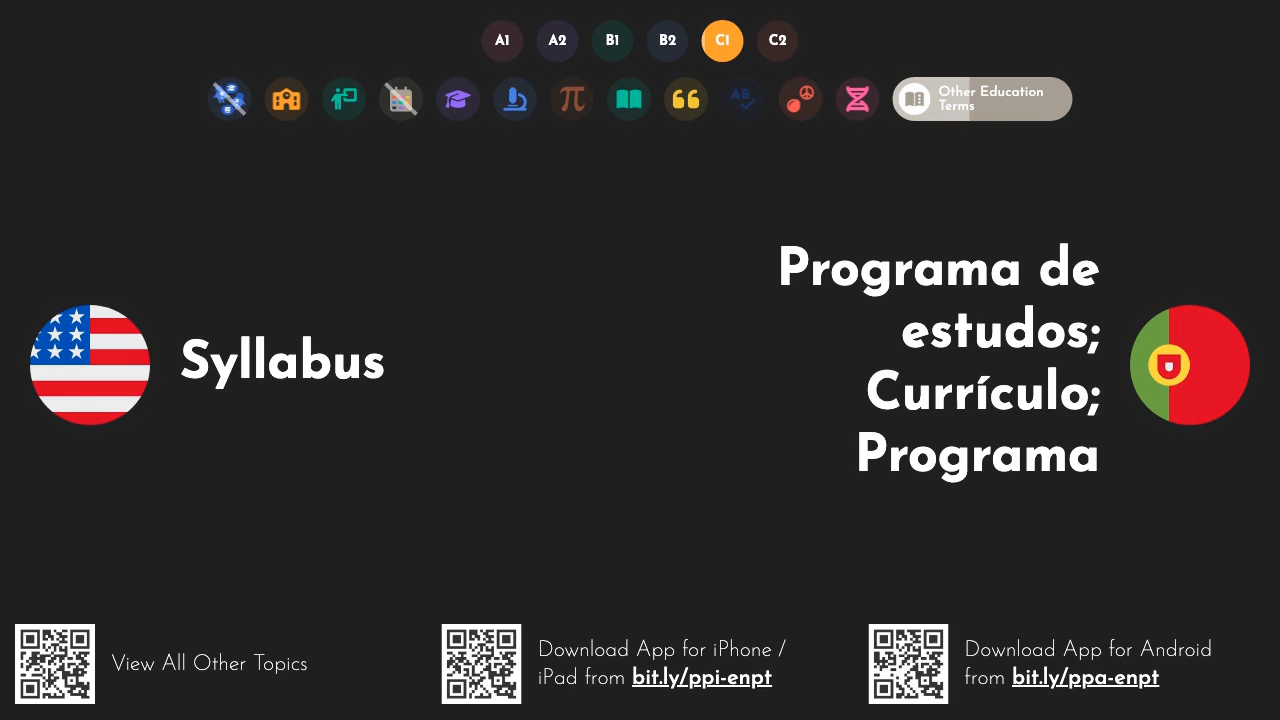 A1 A2 B1 B2 C1 C2
Other Education
Terms
Syllabus
Programa de
estudos;
Currículo;
Programa
View All Other Topics
Download App for iPhone /
iPad from bit.ly/ppi-enpt
Download App for Android
from bit.ly/ppa-enpt